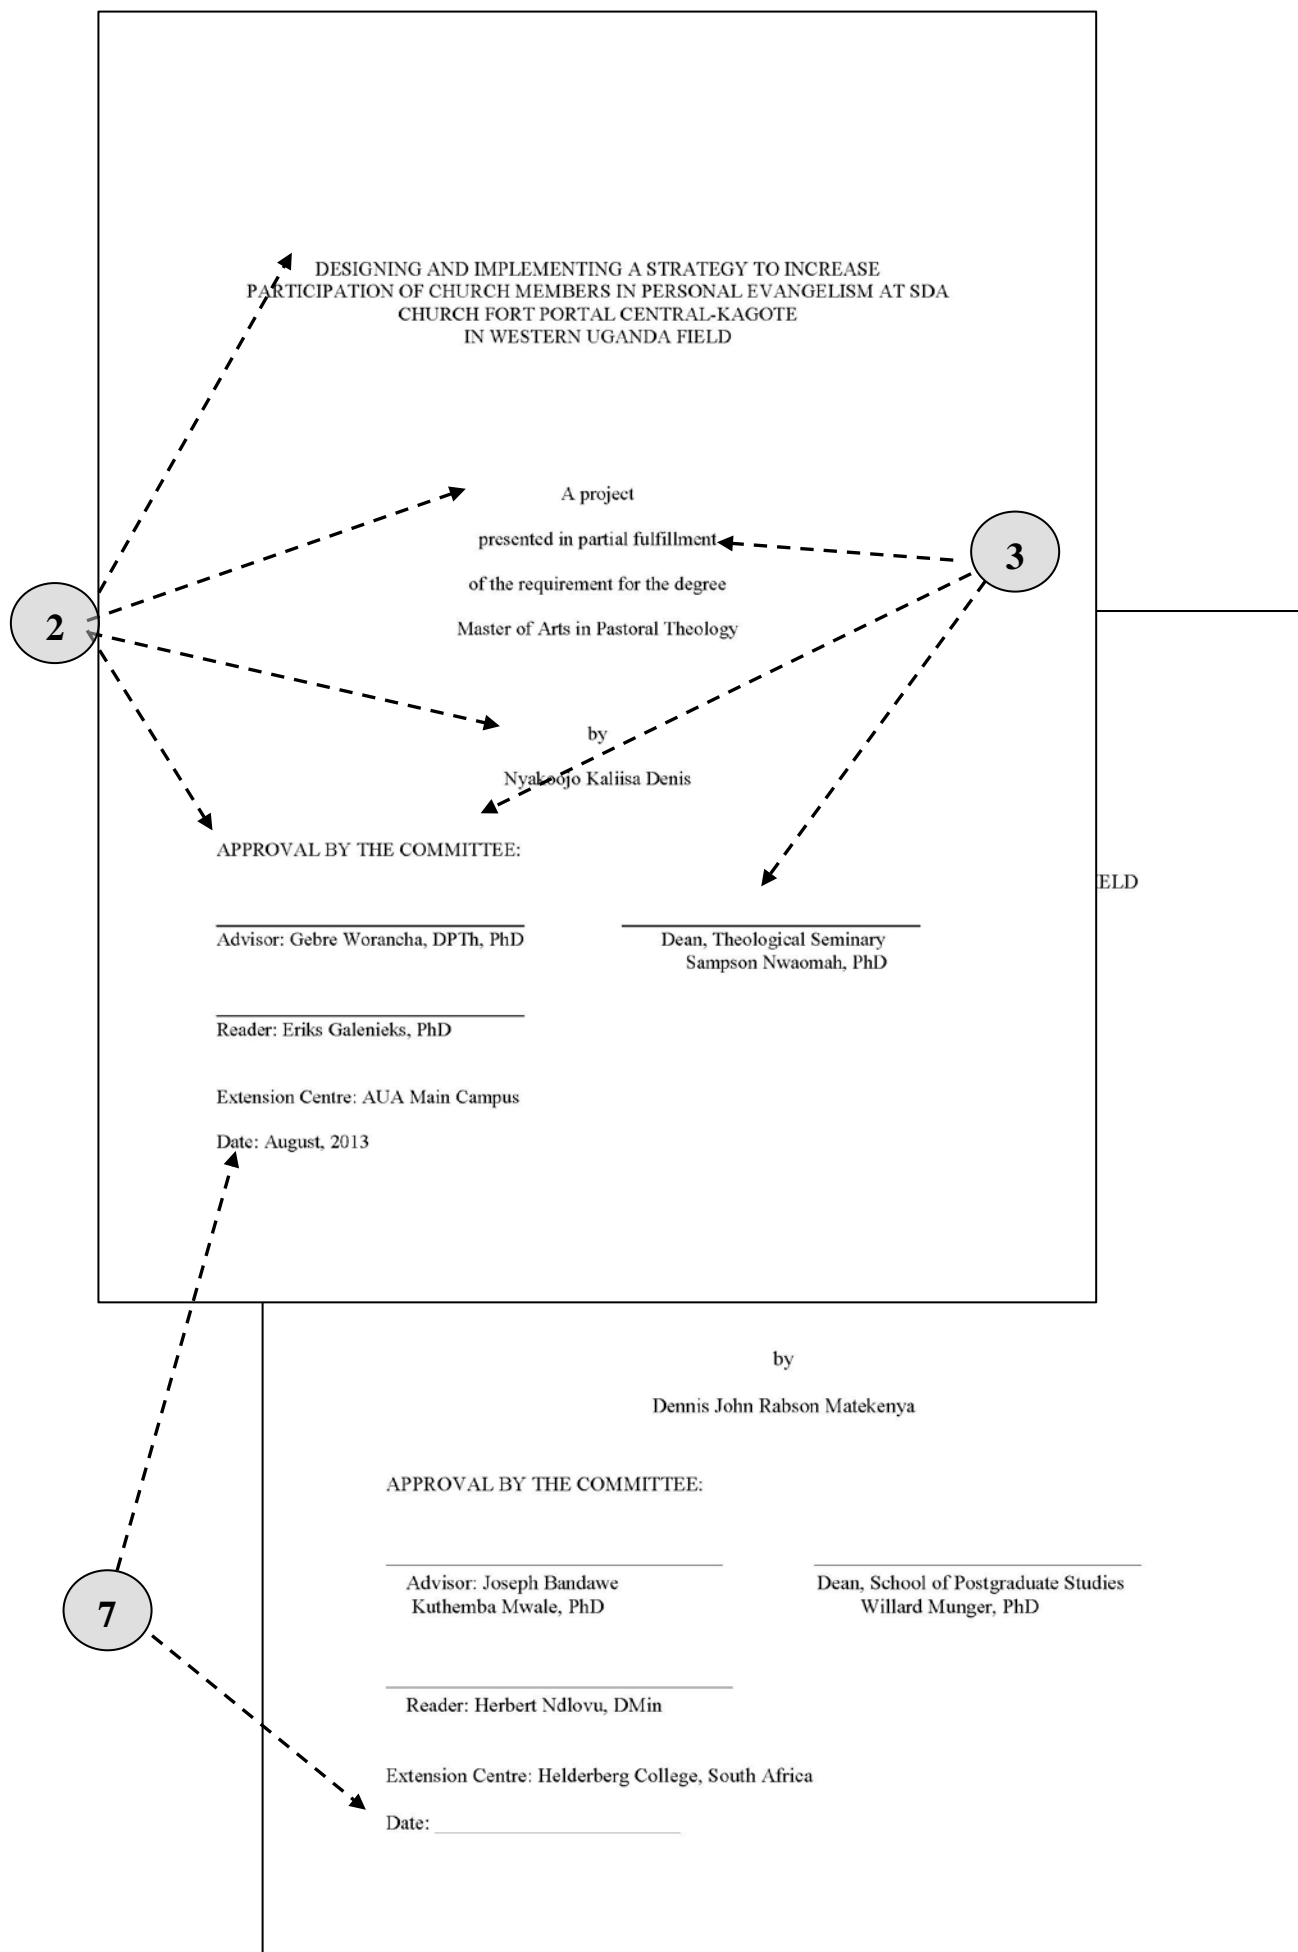 DESIGNING AND IMPLEMENTING A STRATEGY TO INCREASE
PARTICIPATION OF CHURCH MEMBERS IN PERSONAL EVANGELISM AT SDA
CHURCH FORT PORTAL CENTRAL-KAGOTE
IN WESTERN UGANDA FIELD
A project
presented in partial fulfillment
3
of the requirement for the degree
2
Master of Arts in Pastoral Theology
by
Nyakoojo Kaliisa Denis
APPROVAL BY THE COMMITTEE:
ELD
Advisor: Gebre Worancha, DPTh, PhD
Dean, Theological Seminary
Sampson Nwaomah, PhD
Reader: Eriks Galenieks, PhD
Extension Centre: AUA Main Campus
Date: August, 2013
by
Dennis John Rabson Matekenya
APPROVAL BY THE COMMITTEE:
7
Advisor: Joseph Bandawe
Kuthemba Mwale, PhD
Dean, School of Postgraduate Studies
Willard Munger, PhD
Reader: Herbert Ndlovu, DMin
Extension Centre: Helderberg College, South Africa
Date: